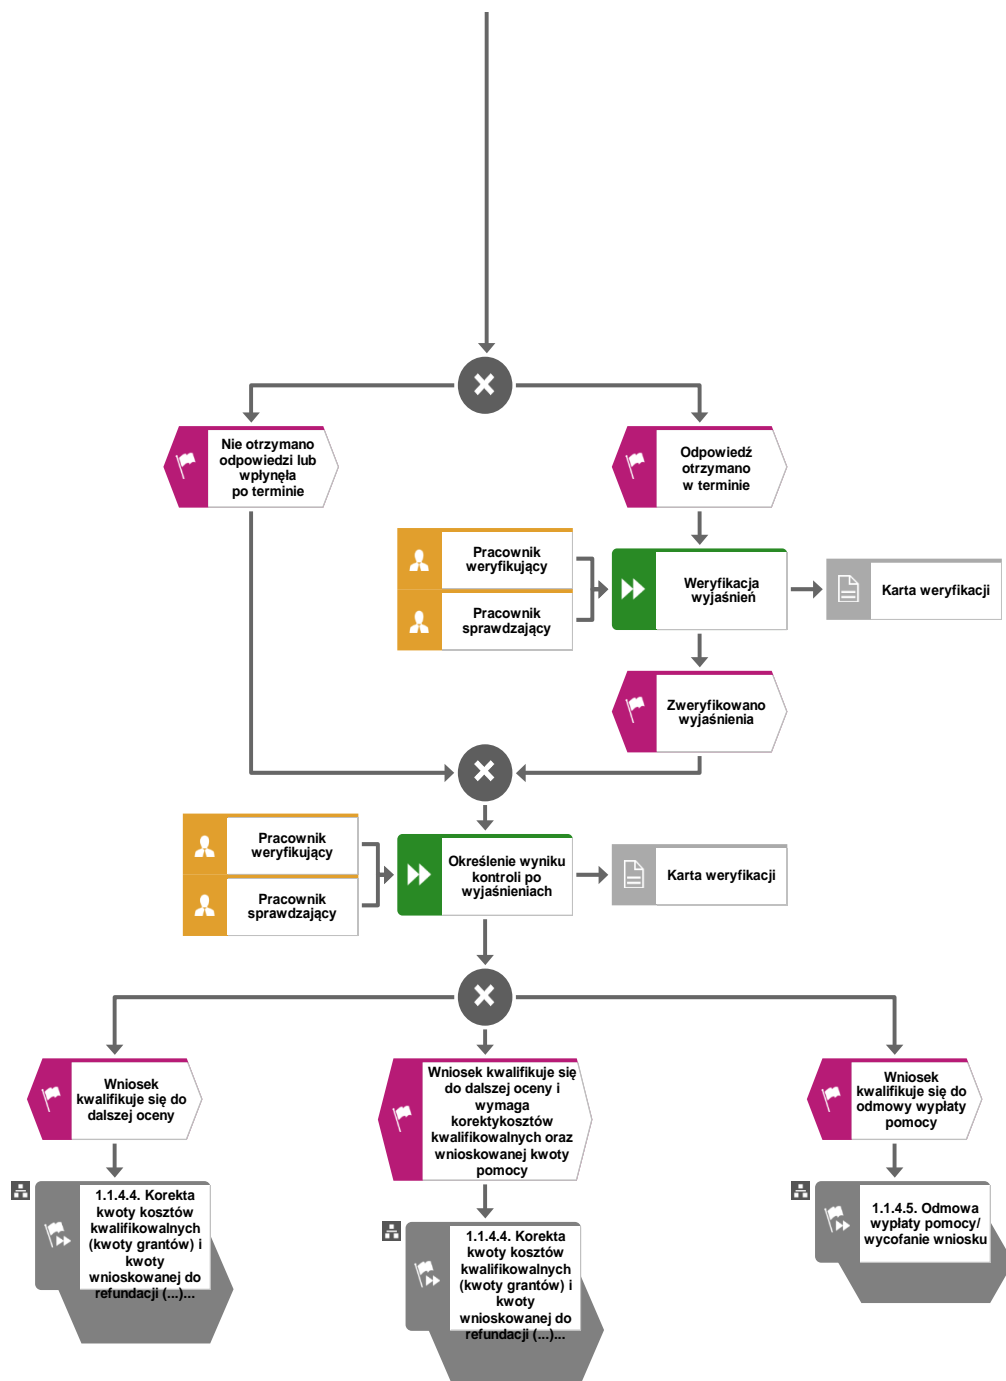 Nie otrzymano
odpowiedzi lub
wpłynęła
po terminie
Odpowiedź
otrzymano
w terminie
Pracownik
weryfikujący
Pracownik
sprawdzający
Weryfikacja
wyjaśnień
Karta weryfikacji
Zweryfikowano
wyjaśnienia
Pracownik
weryfikujący
Pracownik
sprawdzający
Określenie wyniku
kontroli po
wyjaśnieniach
Karta weryfikacji
Wniosek
kwalifikuje się do
dalszej oceny
Wniosek kwalifikuje się
do dalszej oceny i
wymaga
korektykosztów
kwalifikowalnych oraz
wnioskowanej kwoty
pomocy
Wniosek
kwalifikuje się do
odmowy wypłaty
pomocy
1.1.4.4. Korekta
kwoty kosztów
kwalifikowalnych
(kwoty grantów) i
kwoty
wnioskowanej do
refundacji (...)...
1.1.4.4. Korekta
kwoty kosztów
kwalifikowalnych
(kwoty grantów) i
kwoty
wnioskowanej do
refundacji (...)...
1.1.4.5. Odmowa
wypłaty pomocy/
wycofanie wniosku